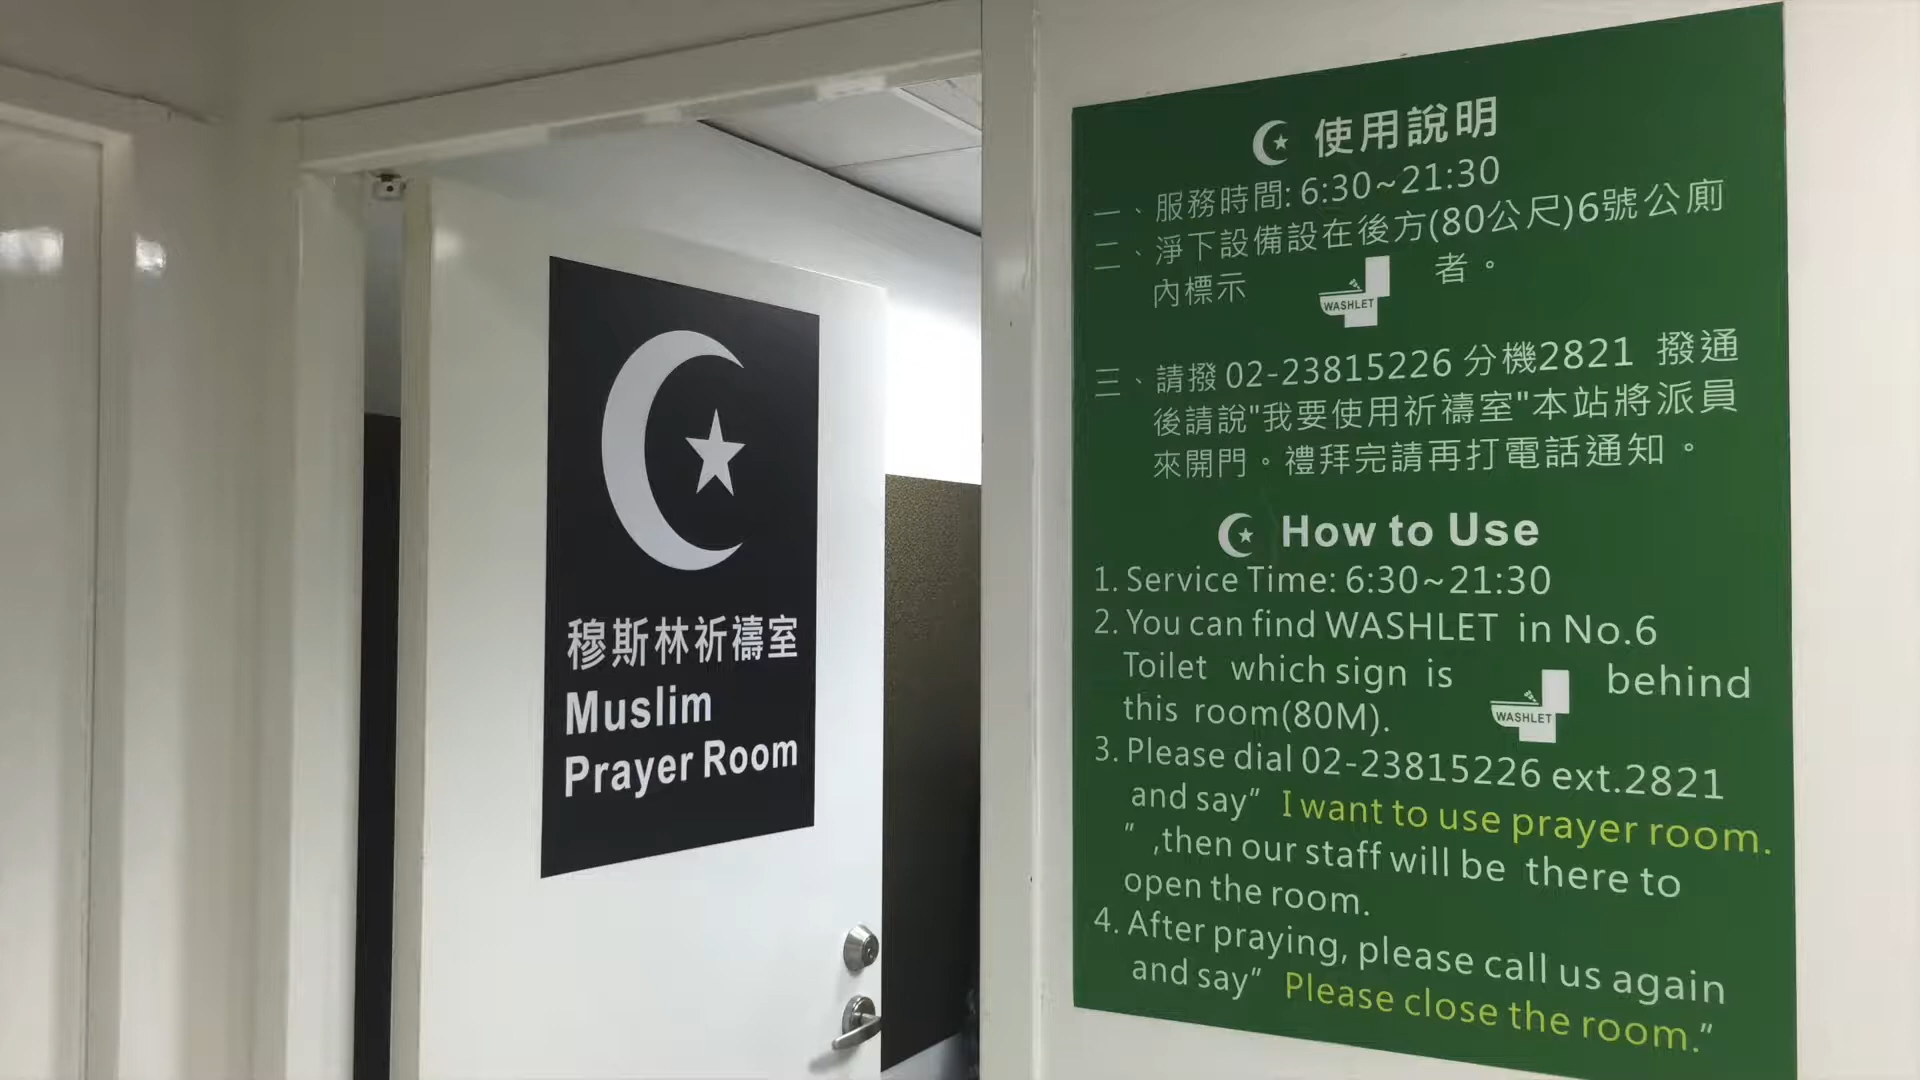 穆斯林祈禱室
Muslim
Prayer Room
使用說明
一、服務時間: 6:30~21:30
二、淨下設備設在後方(80公尺)6號公廁
內標示 WASHLET 者。
三、請撥 02-23815226 分機2821 撥通
後請說"我要使用祈禱室"本站將派員
來開門。禮拜完請再打電話通知。
How to Use
1. Service Time: 6:30~21:30
2. You can find WASHLET in No.6
Toilet which sign is WASHLET behind
this room(80M).
3. Please dial 02-23815226 ext.2821
and say” I want to use prayer room.
” ,then our staff will be there to
open the room.
4. After praying, please call us again
and say” Please close the room.”